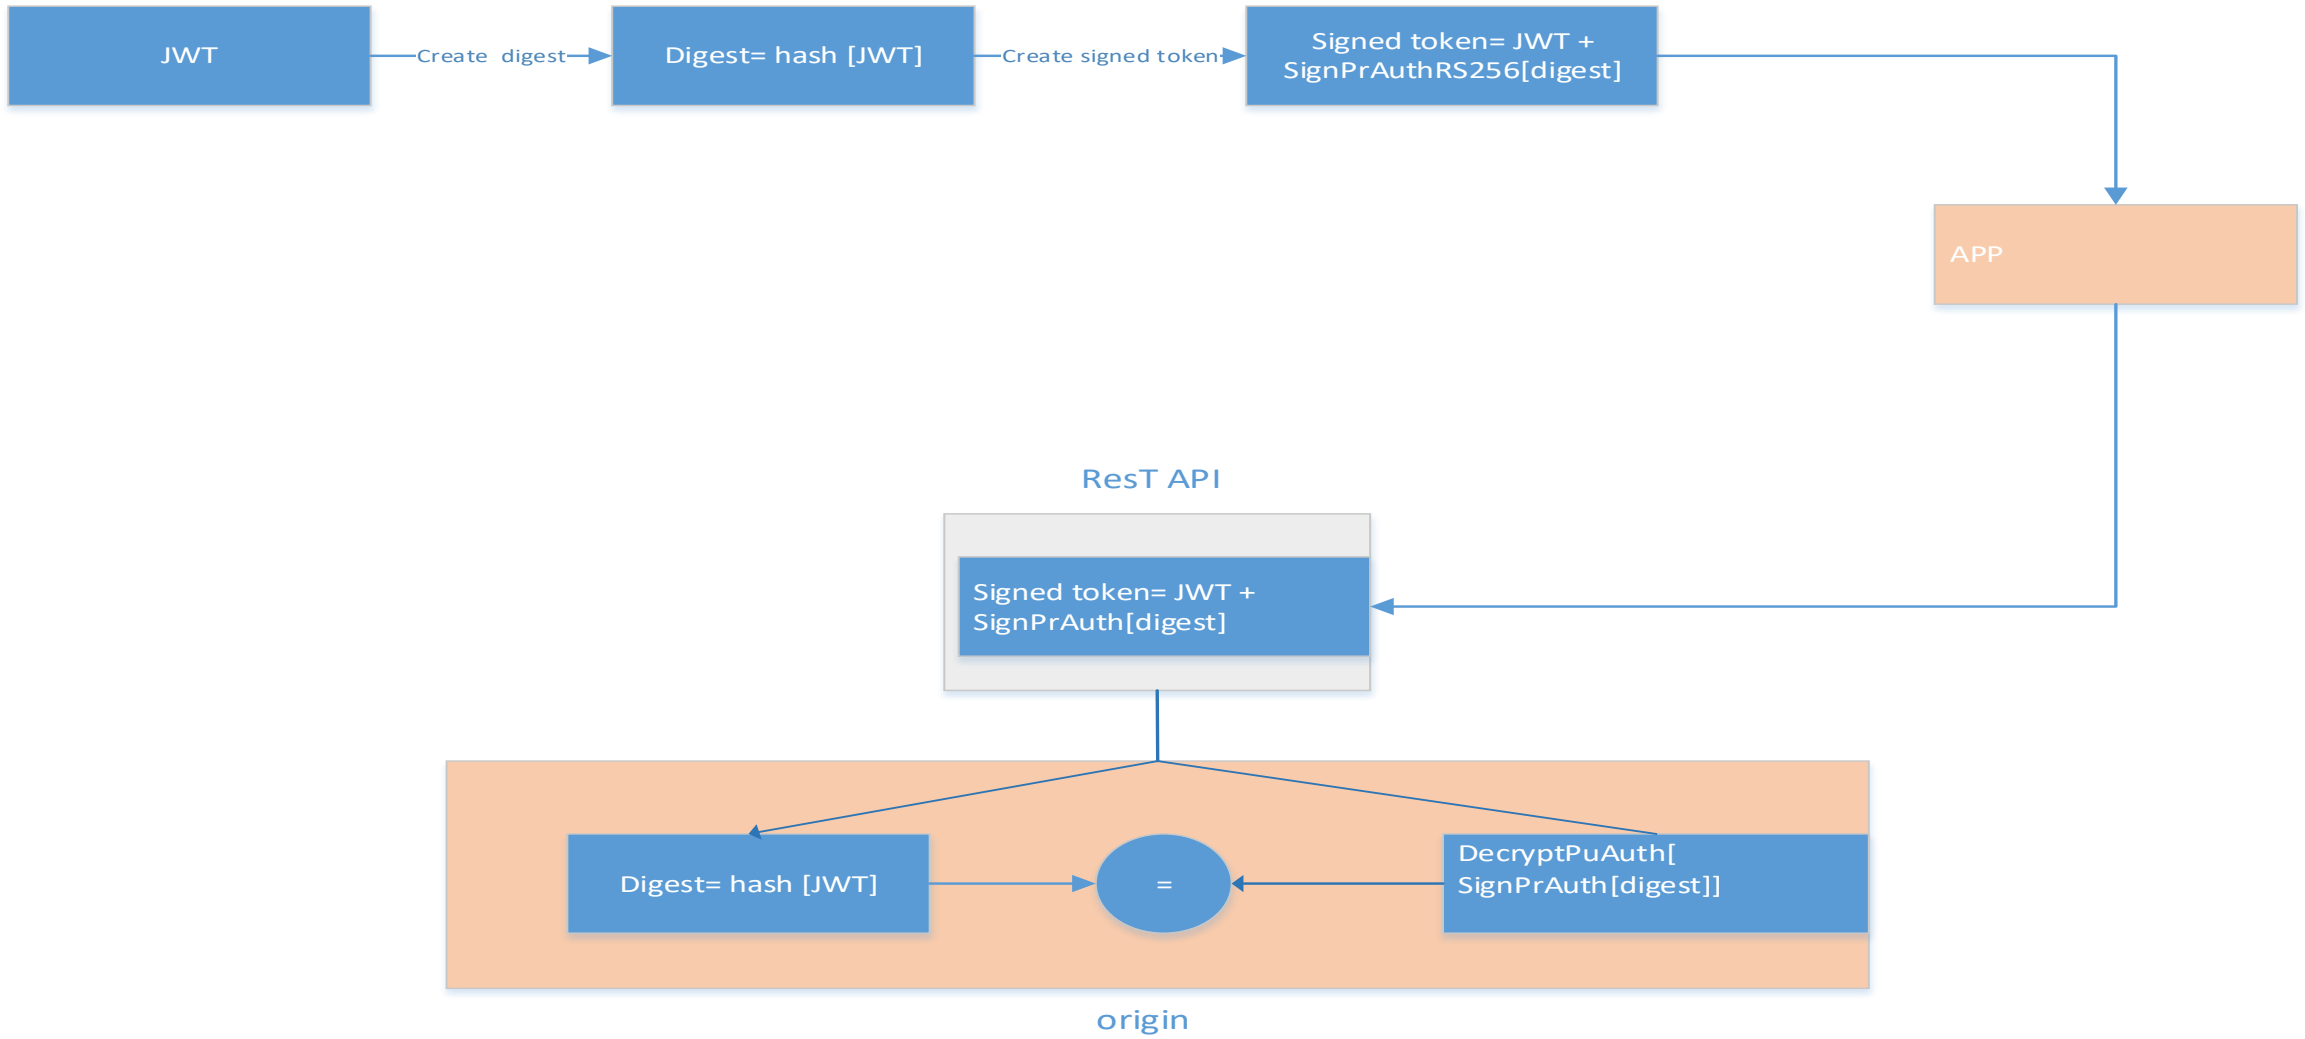 JWT
Create digest
Digest= hash [JWT]
Create signed token
Signed token= JWT +
SignPrAuthRS256[digest]
APP
ResT API
Signed token= JWT +
SignPrAuth[digest]
Digest= hash [JWT]
=
DecryptPuAuth[
SignPrAuth[digest]]
origin